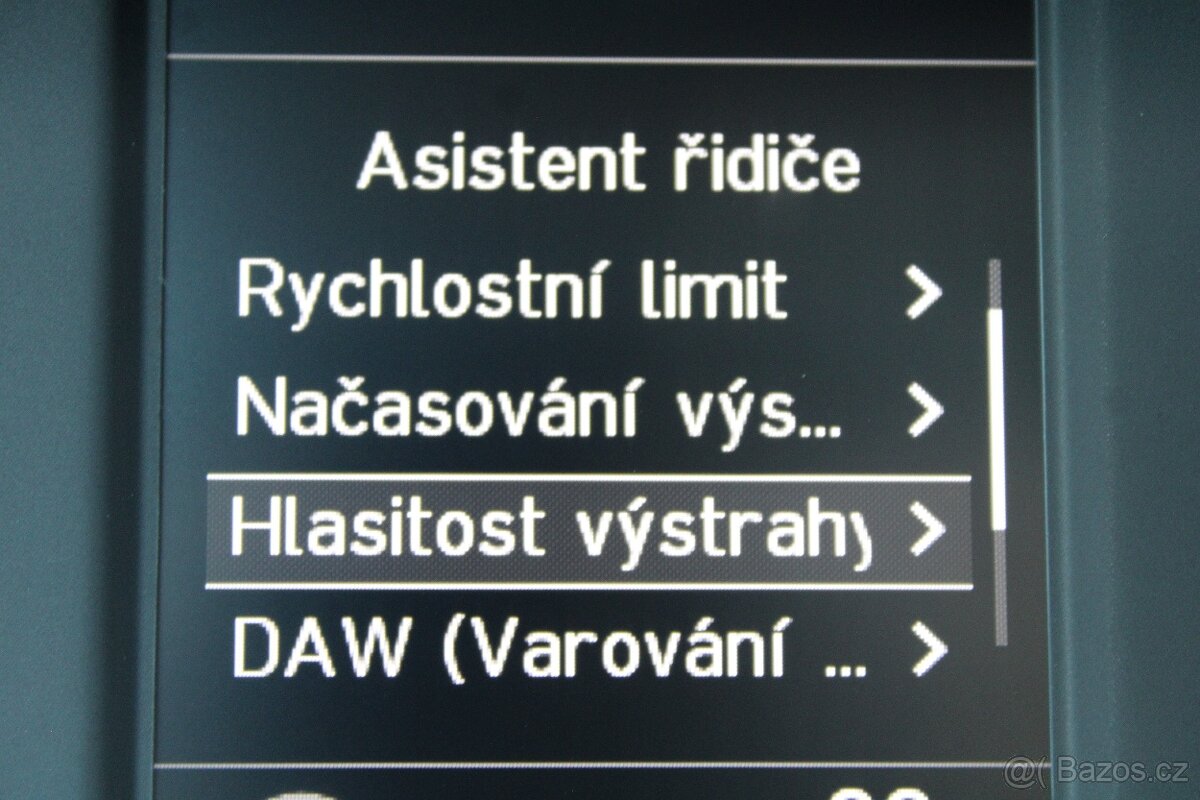 Asistent řidiče
Rychlostní limit
Načasování výs...
Hlasitost výstrahy
DAW (Varování ...
@( Bazos.cz